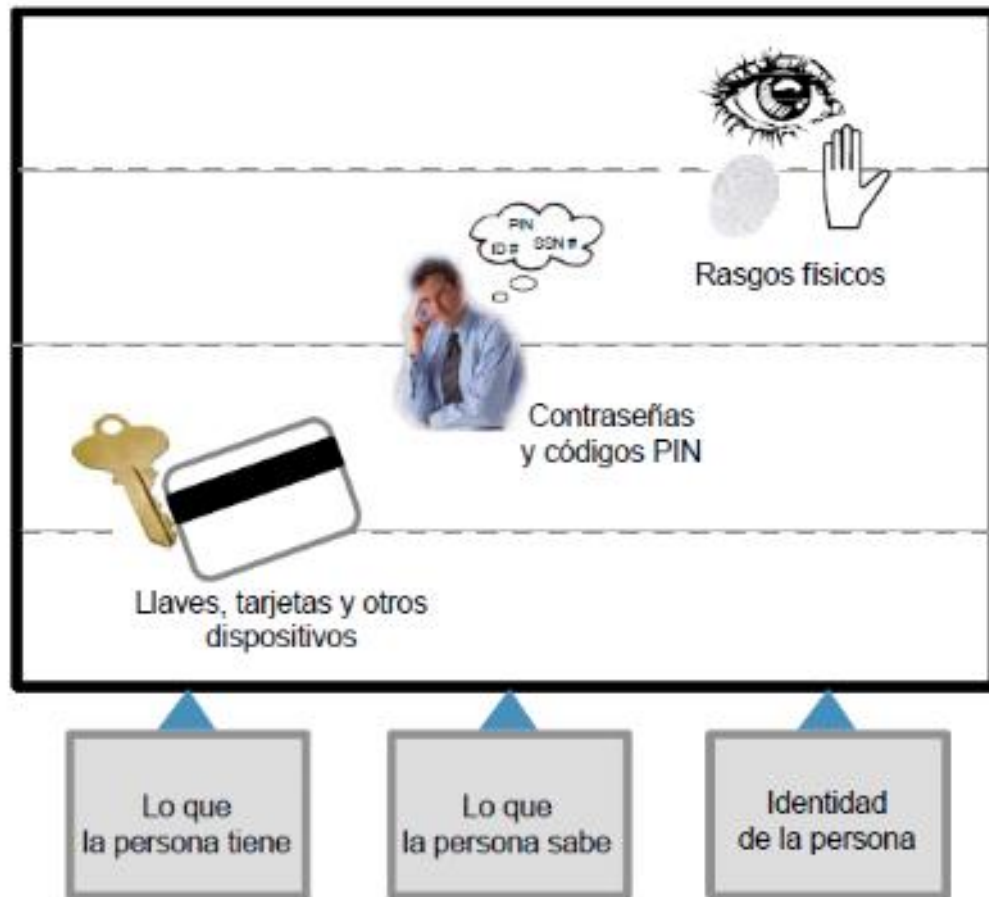 PIN
ID # SSN #
Rasgos físicos
Contraseñas
y códigos PIN
Llaves, tarjetas y otros
dispositivos
Lo que
la persona tiene
Lo que
la persona sabe
Identidad
de la persona